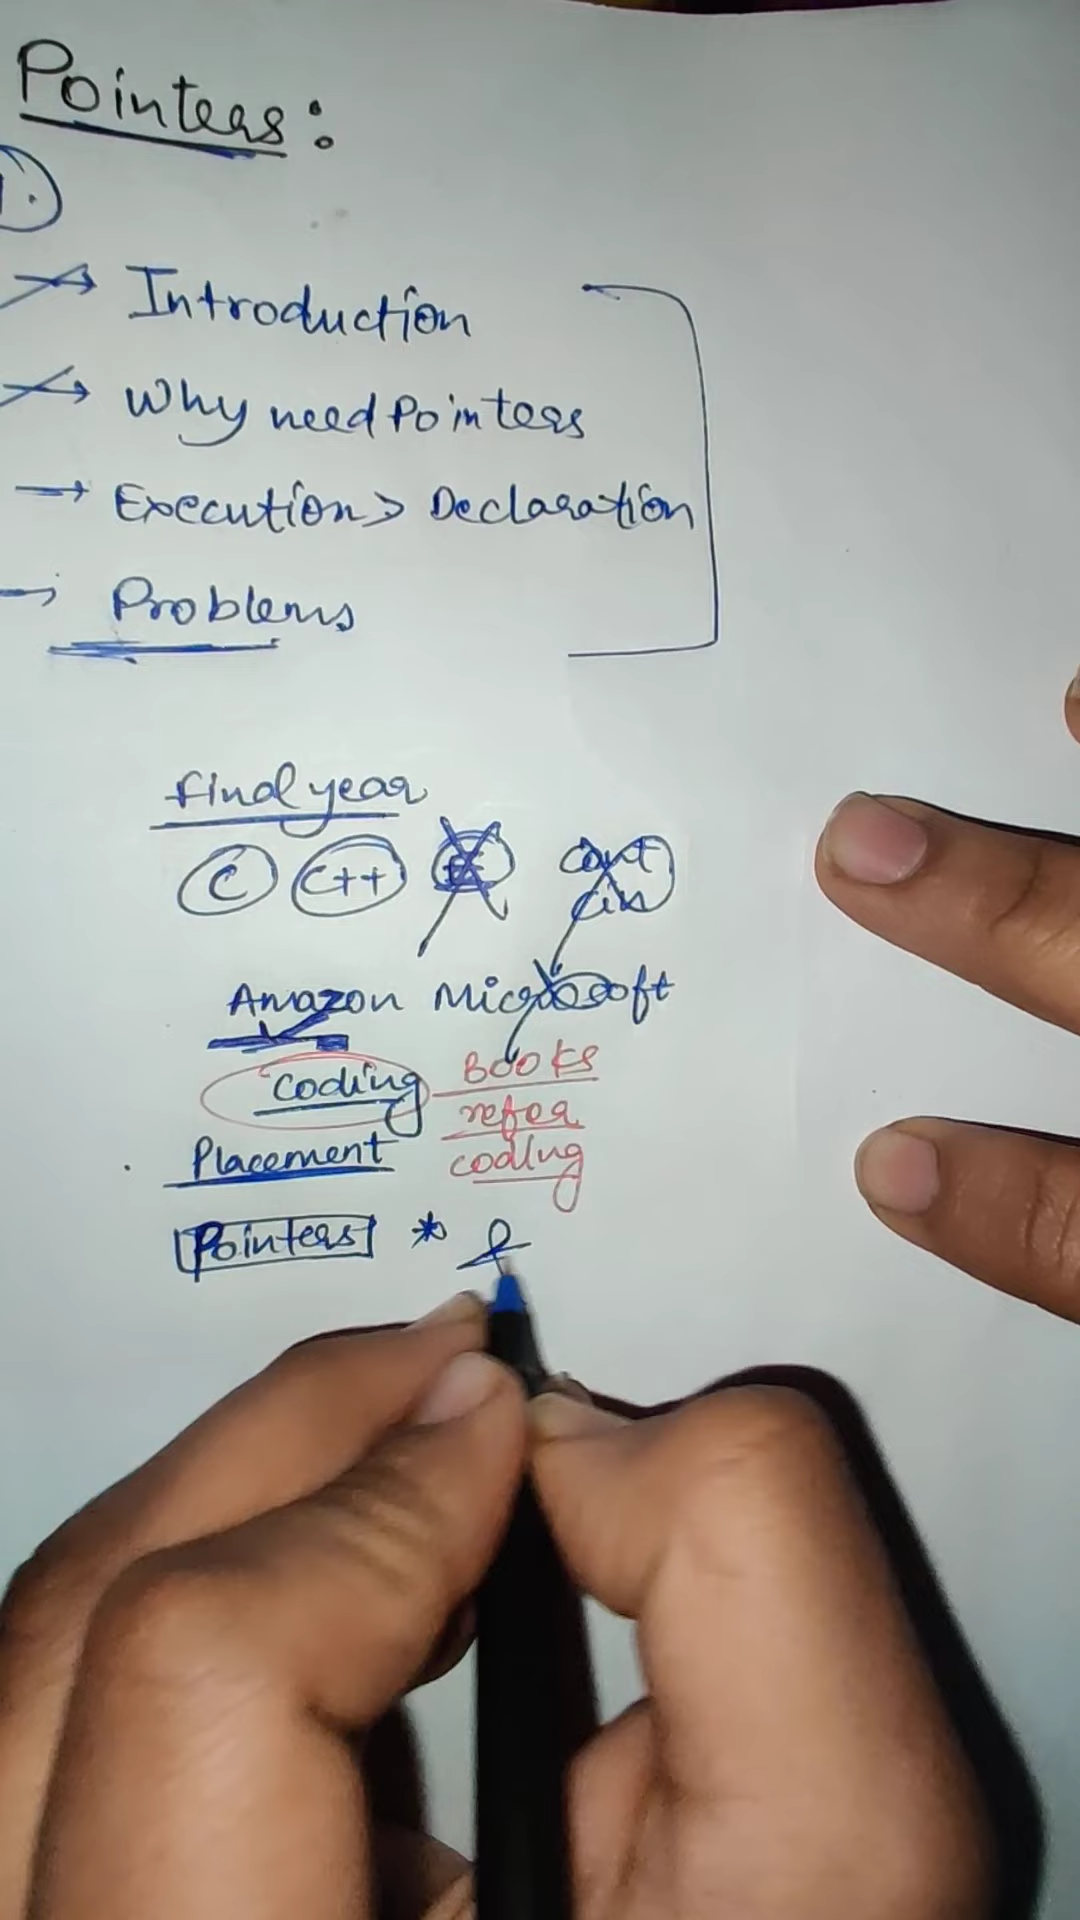 Pointers:
1.
→ Introduction
→ Why need Pointers
→ Execution > Declaration
→ Problems
Final year
C C++
cout
cin
Amazon Microsoft
coding Books
refer
Placement coding
Pointers * &